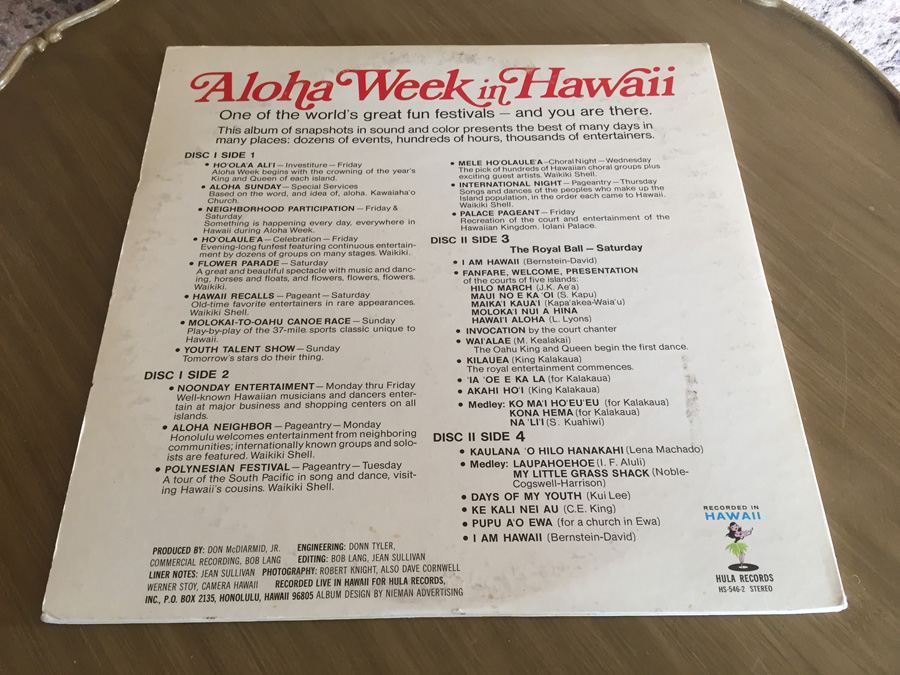 Aloha Week in Hawaii
One of the world's great fun festivals — and you are there.
This album of snapshots in sound and color presents the best of many days in
many places: dozens of events, hundreds of hours, thousands of entertainers.
DISC I SIDE 1
• HO'OLA'A ALI'I — Investiture — Friday
Aloha Week begins with the crowning of the year's
King and Queen of each island.
• ALOHA SUNDAY — Special Services
Based on the word, and idea of, aloha. Kawaiaha'o
Church.
• NEIGHBORHOOD PARTICIPATION — Friday &
Saturday
Something is happening every day, everywhere in
Hawaii during Aloha Week.
• HO'OLAULE'A — Celebration — Friday
Evening-long funfest featuring continuous entertain-
ment by dozens of groups on many stages. Waikiki.
• FLOWER PARADE — Saturday
A great and beautiful spectacle with music and danc-
ing, horses and floats, and flowers, flowers, flowers.
Waikiki.
• HAWAII RECALLS — Pageant — Saturday
Old-time favorite entertainers in rare appearances.
Waikiki Shell.
• MOLOKAI-TO-OAHU CANOE RACE — Sunday
Play-by-play of the 37-mile sports classic unique to
Hawaii.
• YOUTH TALENT SHOW — Sunday
Tomorrow's stars do their thing.
DISC I SIDE 2
• NOONDAY ENTERTAIMENT — Monday thru Friday
Well-known Hawaiian musicians and dancers enter-
tain at major business and shopping centers on all
islands.
• ALOHA NEIGHBOR — Pageantry — Monday
Honolulu welcomes entertainment from neighboring
communities; internationally known groups and solo-
ists are featured. Waikiki Shell.
• POLYNESIAN FESTIVAL — Pageantry — Tuesday
A tour of the South Pacific in song and dance, visit-
ing Hawaii's cousins. Waikiki Shell.
• MELE HO'OLAULE'A —Choral Night — Wednesday
The pick of hundreds of Hawaiian choral groups plus
exciting guest artists. Waikiki Shell.
• INTERNATIONAL NIGHT — Pageantry — Thursday
Songs and dances of the peoples who make up the
Island population, in the order each came to Hawaii.
Waikiki Shell.
• PALACE PAGEANT — Friday
Recreation of the court and entertainment of the
Hawaiian Kingdom. Iolani Palace.
DISC II SIDE 3
The Royal Ball — Saturday
• I AM HAWAII (Bernstein-David)
• FANFARE, WELCOME, PRESENTATION
of the courts of five islands:
HILO MARCH (J.K. Ae'a)
MAUI NO E KA 'OI (S. Kapu)
MAIKA'I KAUA'I (Kapa'akea-Waia'u)
MOLOKA'I NUI A HINA
HAWAI'I ALOHA (L. Lyons)
• INVOCATION by the court chanter
• WAI'ALAE (M. Kealakai)
The Oahu King and Queen begin the first dance.
• KILAUEA (King Kalakaua)
The royal entertainment commences.
• 'IA 'OE E KA LA (for Kalakaua)
• AKAHI HO'I (King Kalakaua)
• Medley: KO MA'I HO'EU'EU (for Kalakaua)
KONA HEMA (for Kalakaua)
NA 'LI'I (S. Kuahiwi)
DISC II SIDE 4
• KAULANA 'O HILO HANAKAHI (Lena Machado)
• Medley: LAUPAHOEHOE (I. F. Aluli)
MY LITTLE GRASS SHACK (Noble-
Cogswell-Harrison)
• DAYS OF MY YOUTH (Kui Lee)
• KE KALI NEI AU (C.E. King)
• PUPU A'O EWA (for a church in Ewa)
• I AM HAWAII (Bernstein-David)
PRODUCED BY: DON McDIARMID, JR. ENGINEERING: DONN TYLER,
COMMERCIAL RECORDING, BOB LANG EDITING: BOB LANG, JEAN SULLIVAN
LINER NOTES: JEAN SULLIVAN PHOTOGRAPHY: ROBERT KNIGHT, ALSO DAVE CORNWELL
WERNER STOY, CAMERA HAWAII RECORDED LIVE IN HAWAII FOR HULA RECORDS,
INC., P.O. BOX 2135, HONOLULU, HAWAII 96805 ALBUM DESIGN BY NIEMAN ADVERTISING
RECORDED IN
HAWAII
HULA RECORDS
HS-546-2 STEREO